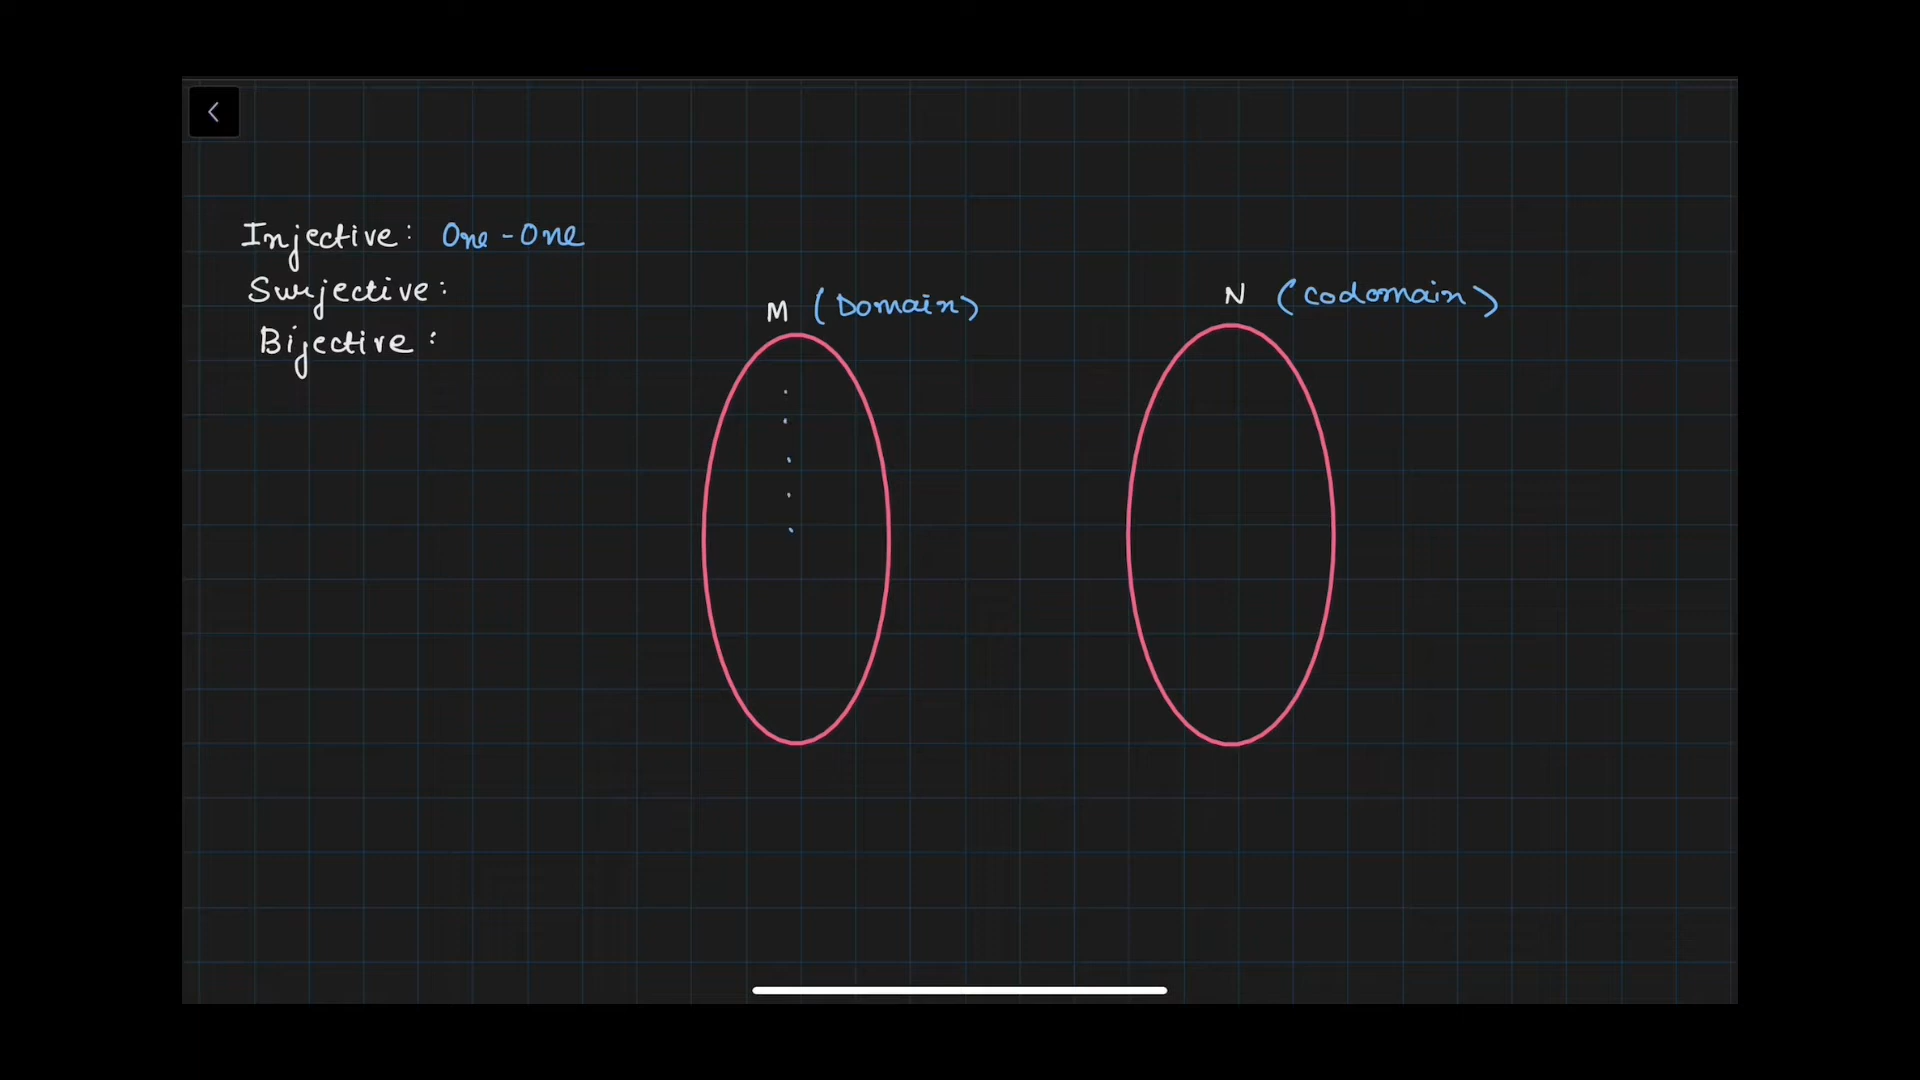 Injective: One-One
Surjective:
Bijective:
M (Domain)
N (Codomain)